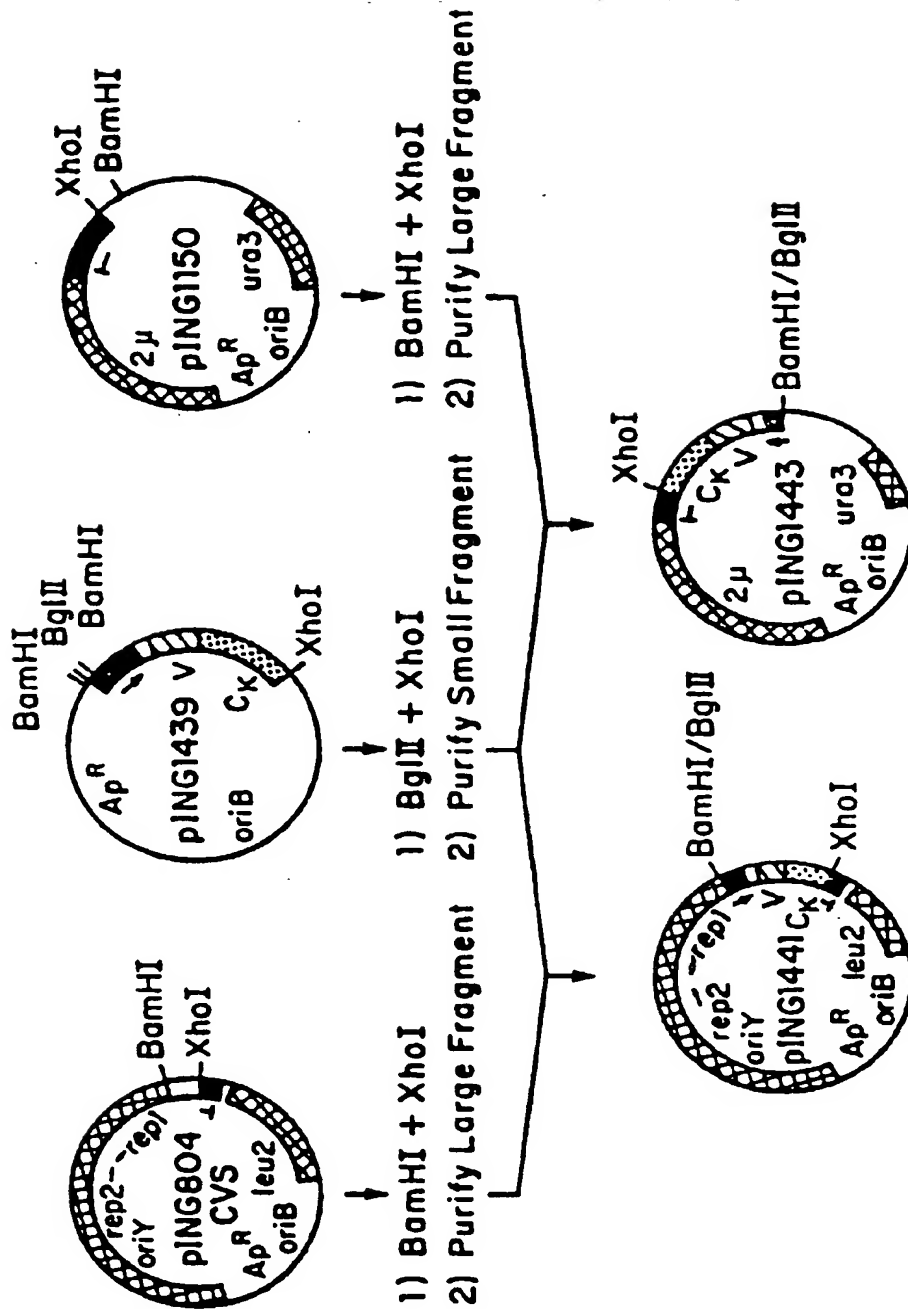 BamHI
XhoI
rep2---rep1
oriY
pING804
CVS
Ap^R
leu2
oriB
1) BamHI + XhoI
2) Purify Large Fragment
BamHI
BglII
BamHI
Ap^R
pING1439
V
C_K
oriB
XhoI
1) BglII + XhoI
2) Purify Small Fragment
XhoI
BamHI
T
2μ
pING1150
Ap^R
ura3
oriB
1) BamHI + XhoI
2) Purify Large Fragment
BamHI/BglII
rep2 ---rep1
oriY
V
pING1441
C_K
Ap^R
leu2
oriB
XhoI
XhoI
T
C_K
V
2μ
pING1443
BamHI/BglII
Ap^R
ura3
oriB